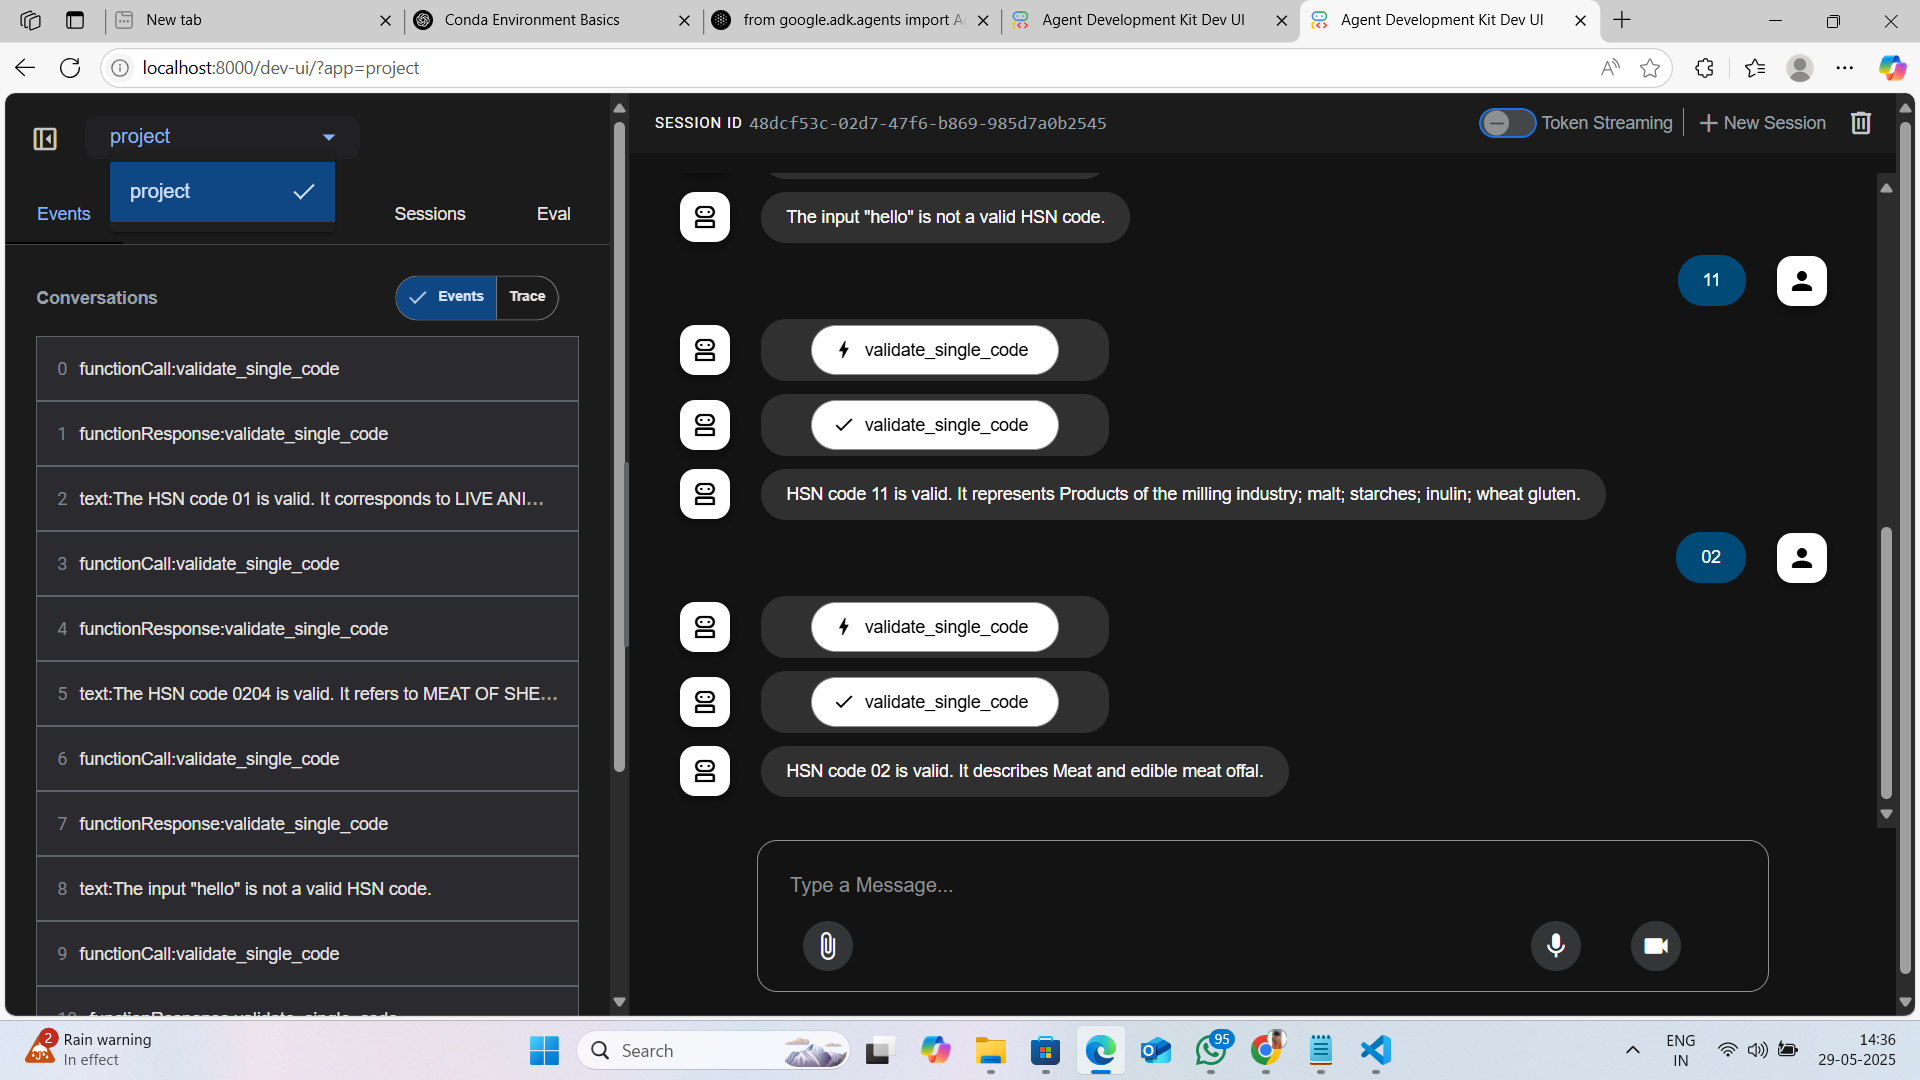 New tab
Conda Environment Basics
from google.adk.agents import A
Agent Development Kit Dev UI
Agent Development Kit Dev UI
localhost:8000/dev-ui/?app=project
project
project
Events
Sessions
Eval
Conversations
Events
Trace
0 functionCall:validate_single_code
1 functionResponse:validate_single_code
2 text:The HSN code 01 is valid. It corresponds to LIVE ANI...
3 functionCall:validate_single_code
4 functionResponse:validate_single_code
5 text:The HSN code 0204 is valid. It refers to MEAT OF SHE...
6 functionCall:validate_single_code
7 functionResponse:validate_single_code
8 text:The input "hello" is not a valid HSN code.
9 functionCall:validate_single_code
10 functionResponse:validate_single_code
SESSION ID 48dcf53c-02d7-47f6-b869-985d7a0b2545
Token Streaming
New Session
The input "hello" is not a valid HSN code.
11
validate_single_code
validate_single_code
HSN code 11 is valid. It represents Products of the milling industry; malt; starches; inulin; wheat gluten.
02
validate_single_code
validate_single_code
HSN code 02 is valid. It describes Meat and edible meat offal.
Type a Message...
2
Rain warning
In effect
Search
95
ENG
IN
14:36
29-05-2025